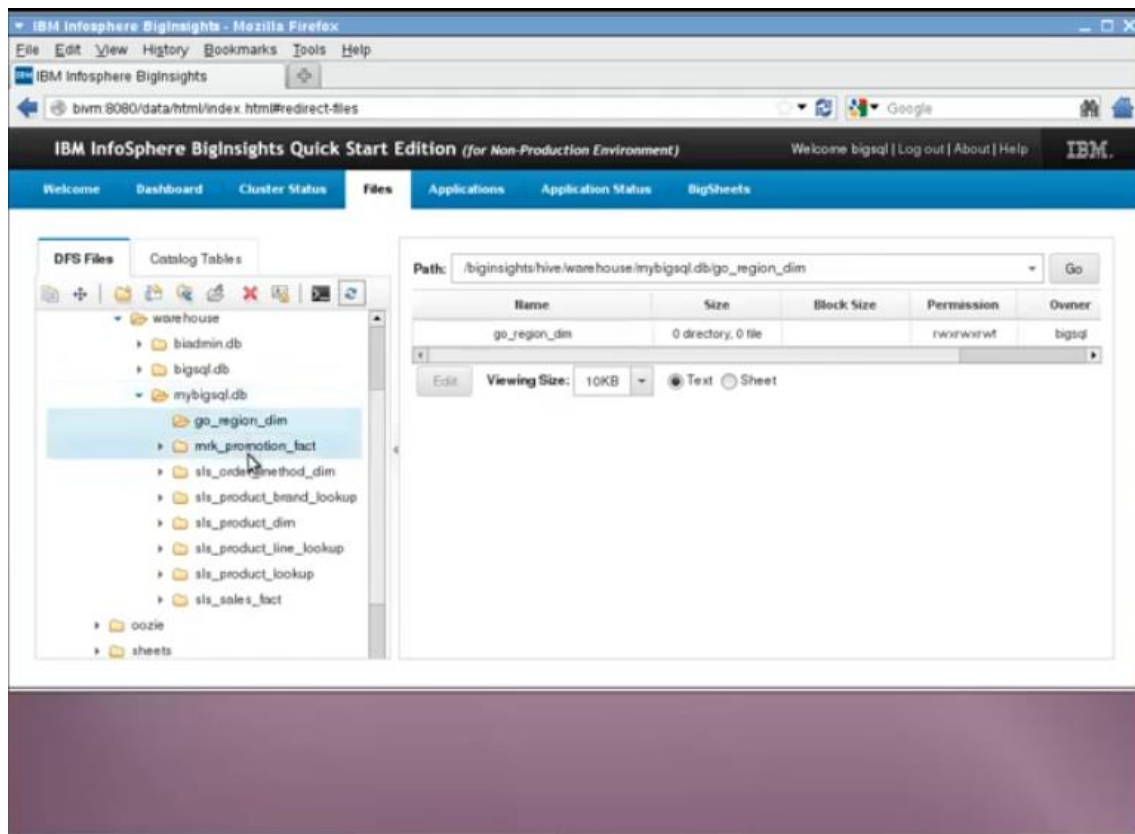 IBM Infosphere BigInsights - Mozilla Firefox
File Edit View History Bookmarks Tools Help
IBM Infosphere BigInsights
bivm:8080/data/html/index.html#redirect-files
Google
IBM InfoSphere BigInsights Quick Start Edition (for Non-Production Environment)
Welcome bigsql | Log out | About | Help
IBM.
Welcome Dashboard Cluster Status Files Applications Application Status BigSheets
DFS Files Catalog Tables
Path: /biginsights/hive/warehouse/mybigsql.db/go_region_dim Go
Name Size Block Size Permission Owner
go_region_dim 0 directory, 0 file rwxrwxrwt bigsql
Edit Viewing Size: 10KB Text Sheet
warehouse
biadmin.db
bigsql.db
mybigsql.db
go_region_dim
mrk_promotion_fact
sls_order_method_dim
sls_product_brand_lookup
sls_product_dim
sls_product_line_lookup
sls_product_lookup
sls_sales_fact
oozie
sheets